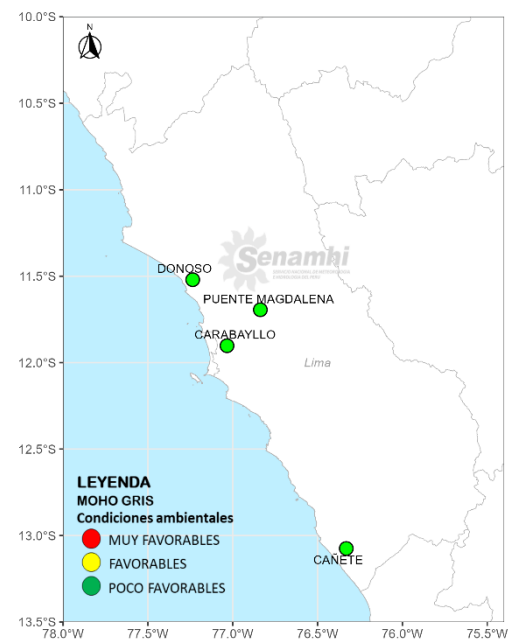 10.0°S
N
10.5°S
11.0°S
Senamhi
DONOSO
11.5°S
PUENTE MAGDALENA
CARABAYLLO
12.0°S
Lima
12.5°S
LEYENDA
MOHO GRIS
Condiciones ambientales
13.0°S
MUY FAVORABLES
CAÑETE
FAVORABLES
POCO FAVORABLES
13.5°S
78.0°W 77.5°W 77.0°W 76.5°W 76.0°W 75.5°W